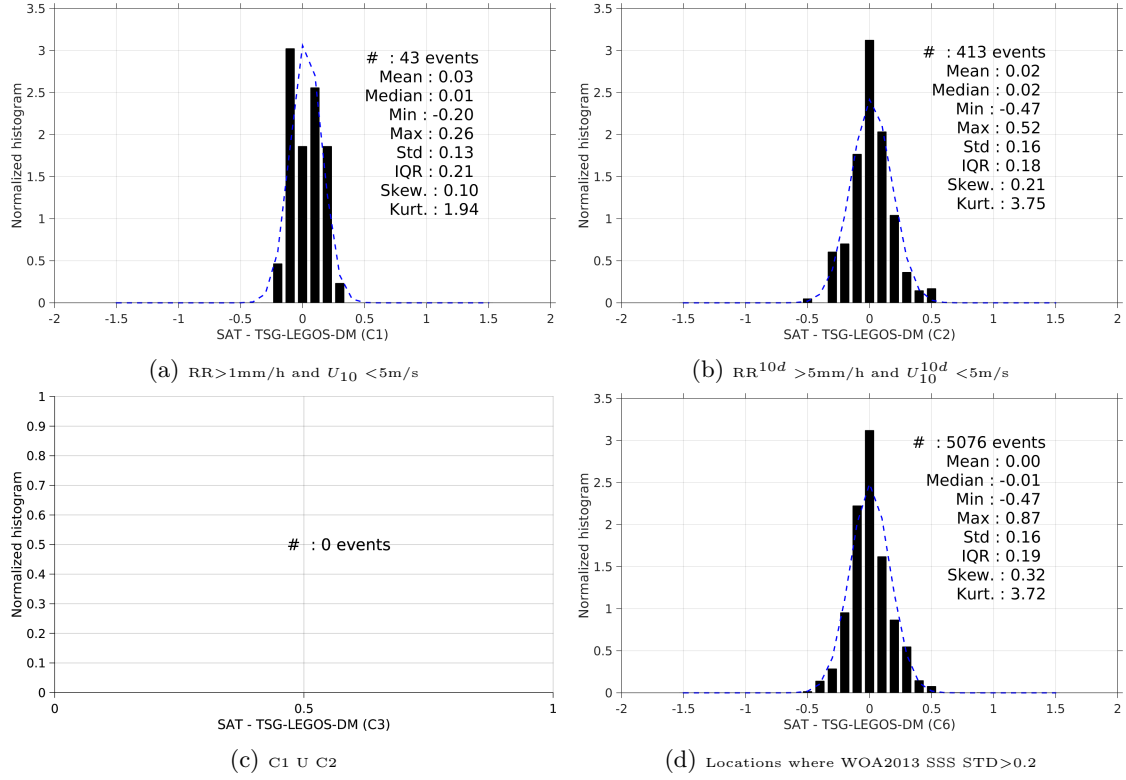 3.5
3
2.5
2
1.5
1
0.5
0
Normalized histogram
# : 43 events
Mean : 0.03
Median : 0.01
Min : -0.20
Max : 0.26
Std : 0.13
IQR : 0.21
Skew. : 0.10
Kurt. : 1.94
-2 -1.5 -1 -0.5 0 0.5 1 1.5 2
SAT - TSG-LEGOS-DM (C1)
(a) RR>1mm/h and U10 <5m/s
3.5
3
2.5
2
1.5
1
0.5
0
Normalized histogram
# : 413 events
Mean : 0.02
Median : 0.02
Min : -0.47
Max : 0.52
Std : 0.16
IQR : 0.18
Skew. : 0.21
Kurt. : 3.75
-2 -1.5 -1 -0.5 0 0.5 1 1.5 2
SAT - TSG-LEGOS-DM (C2)
(b) RR^10d >5mm/h and U10^10d <5m/s
1
0.9
0.8
0.7
0.6
0.5
0.4
0.3
0.2
0.1
0
Normalized histogram
# : 0 events
0 0.5 1
SAT - TSG-LEGOS-DM (C3)
(c) C1 U C2
3.5
3
2.5
2
1.5
1
0.5
0
Normalized histogram
# : 5076 events
Mean : 0.00
Median : -0.01
Min : -0.47
Max : 0.87
Std : 0.16
IQR : 0.19
Skew. : 0.32
Kurt. : 3.72
-2 -1.5 -1 -0.5 0 0.5 1 1.5 2
SAT - TSG-LEGOS-DM (C6)
(d) Locations where WOA2013 SSS STD>0.2